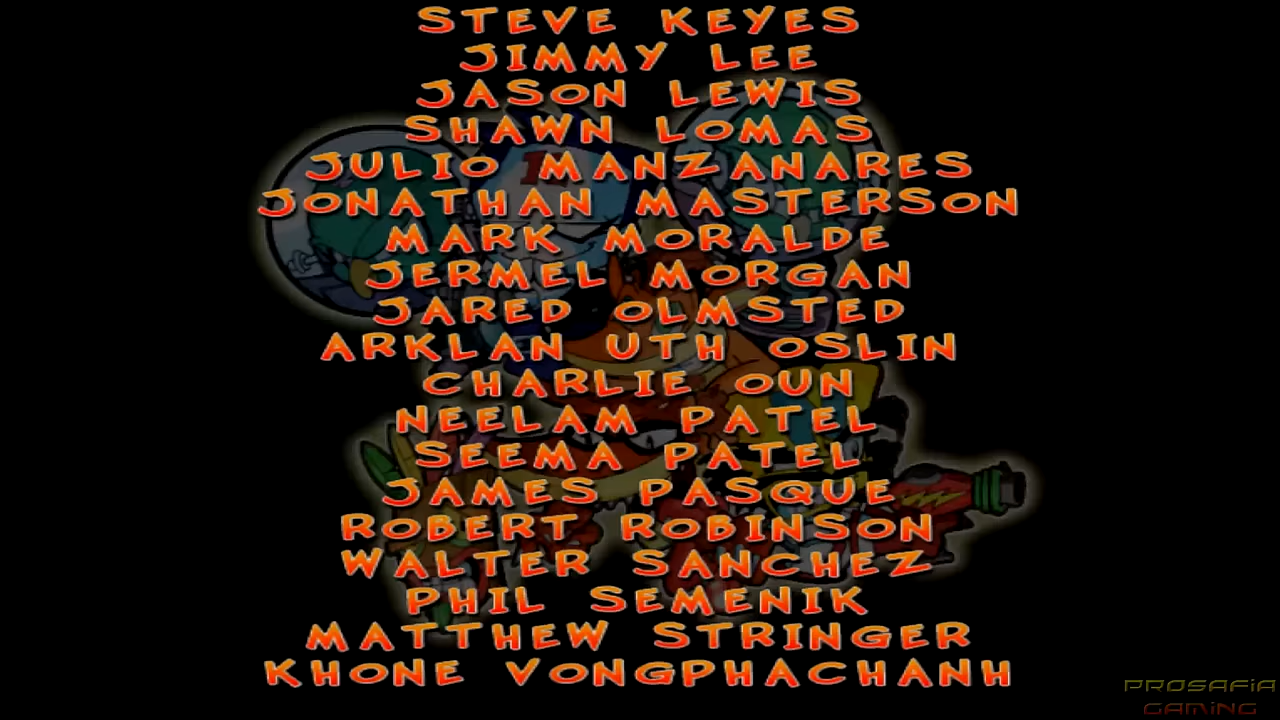 STEVE KEYES
JIMMY LEE
JASON LEWIS
SHAWN LOMAS
JULIO MANZANARES
JONATHAN MASTERSON
MARK MORALDE
JERMEL MORGAN
JARED OLMSTED
ARKLAN UTH OSLIN
CHARLIE OUN
NEELAM PATEL
SEEMA PATEL
JAMES PASQUE
ROBERT ROBINSON
WALTER SANCHEZ
PHIL SEMENIK
MATTHEW STRINGER
KHONE VONGPHACHANH
PROSAFiA
GAMiNG